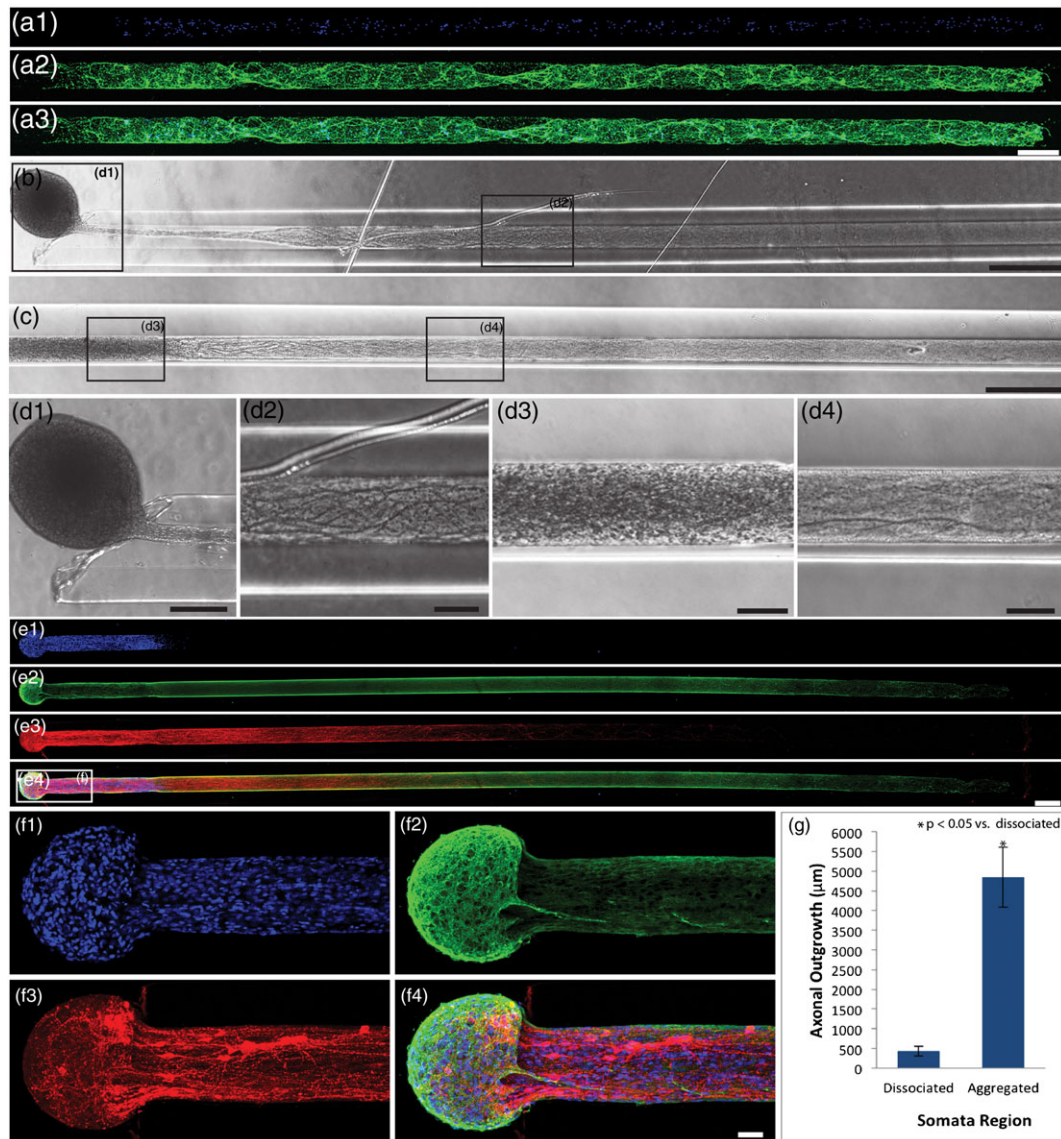 (a1)
(a2)
(a3)
(b)
(d1)
(d2)
(c)
(d3)
(d4)
(d1)
(d2)
(d3)
(d4)
(e1)
(e2)
(e3)
(e4)
(f)
(f1)
(f2)
(g)
* p < 0.05 vs. dissociated
6000
*
5500
5000
4500
4000
3500
3000
2500
2000
1500
1000
500
0
Axonal Outgrowth (μm)
Dissociated
Aggregated
Somata Region
(f3)
(f4)